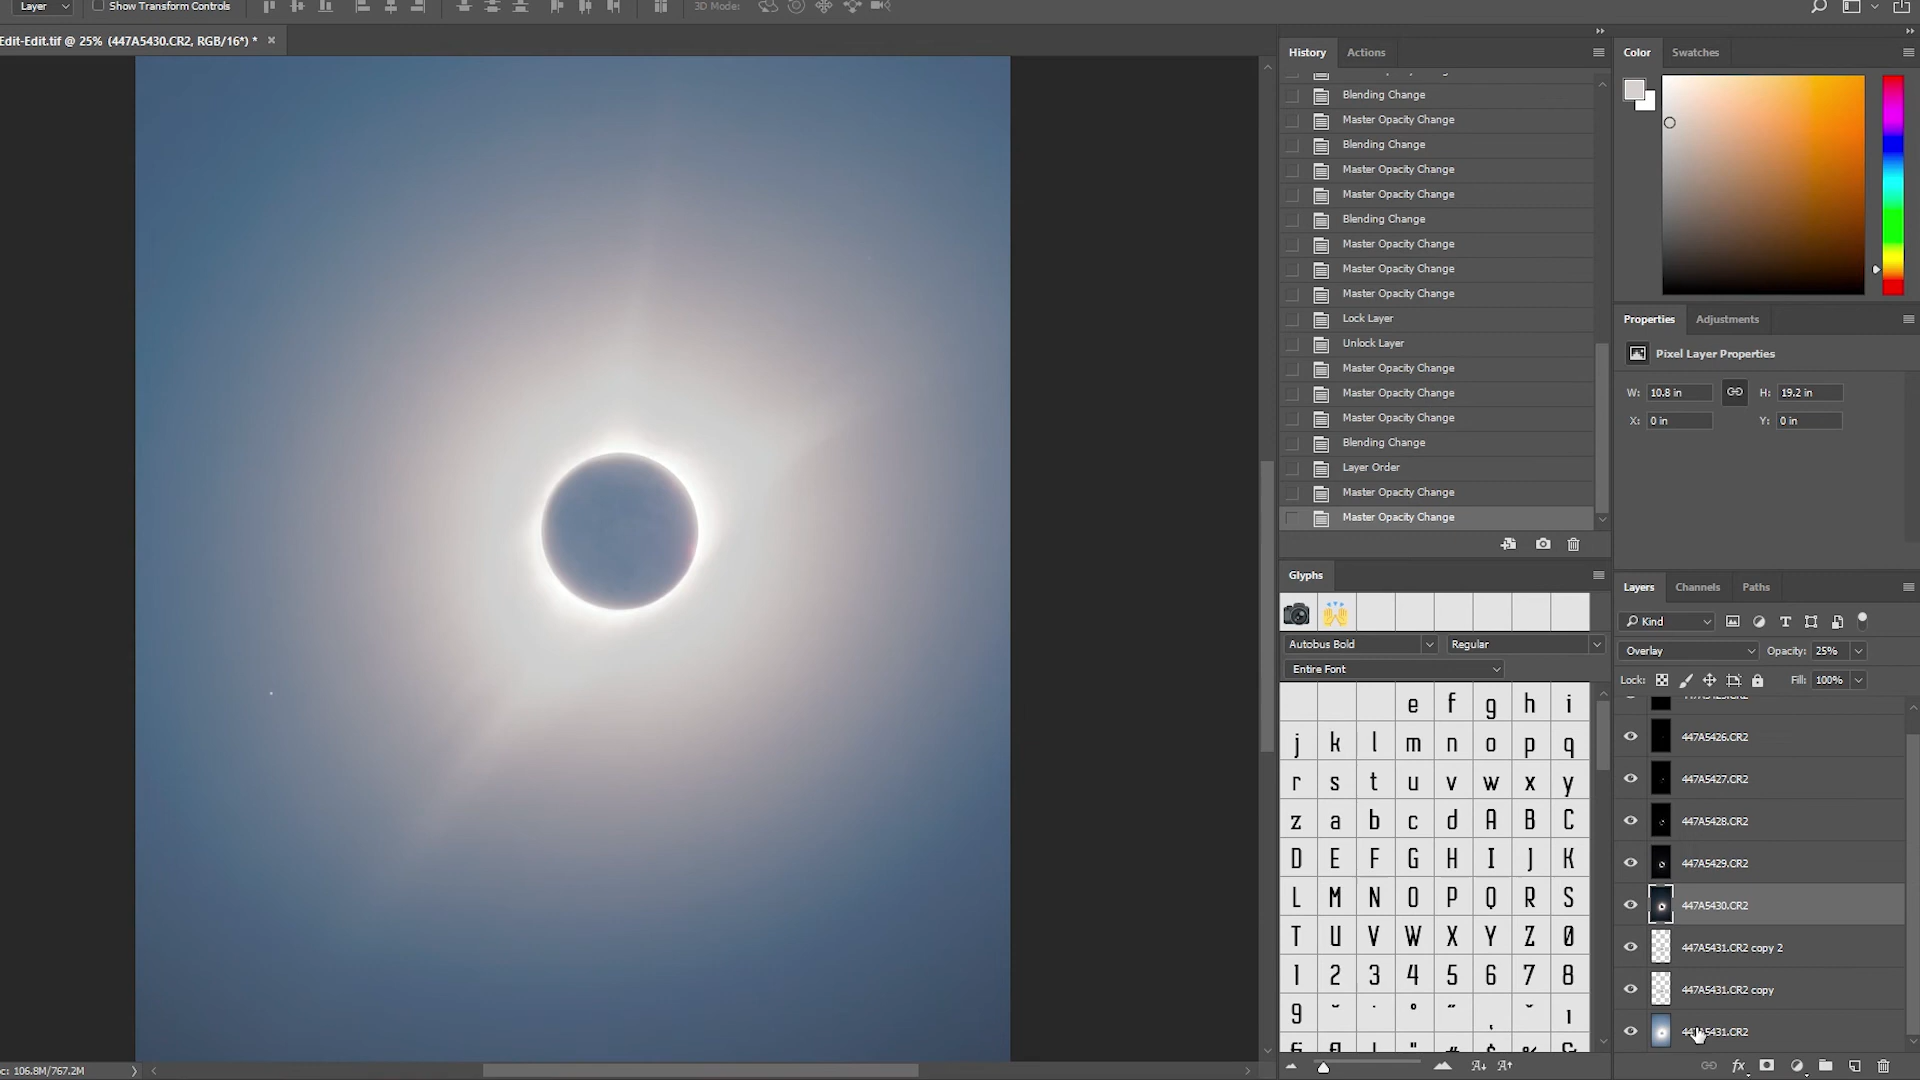 Layer
Show Transform Controls
3D Mode:
Edit-Edit.tif @ 25% (447A5430.CR2, RGB/16*) *
History
Actions
Blending Change
Master Opacity Change
Blending Change
Master Opacity Change
Master Opacity Change
Blending Change
Master Opacity Change
Master Opacity Change
Master Opacity Change
Lock Layer
Unlock Layer
Master Opacity Change
Master Opacity Change
Master Opacity Change
Blending Change
Layer Order
Master Opacity Change
Master Opacity Change
Glyphs
Autobus Bold
Regular
Entire Font
e f g h i
j k l m n o p q
r s t u v w x y
z a b c d A B C
D E F G H I J K
L M N O P Q R S
T U V W X Y Z 0
1 2 3 4 5 6 7 8
9 ˘ · ° ˝ ˛ ˇ ı
Color
Swatches
Properties
Adjustments
Pixel Layer Properties
W: 10.8 in
H: 19.2 in
X: 0 in
Y: 0 in
Layers
Channels
Paths
Kind
Overlay
Opacity: 25%
Lock:
Fill: 100%
447A5426.CR2
447A5427.CR2
447A5428.CR2
447A5429.CR2
447A5430.CR2
447A5431.CR2 copy 2
447A5431.CR2 copy
447A5431.CR2
c: 106.8M/767.2M